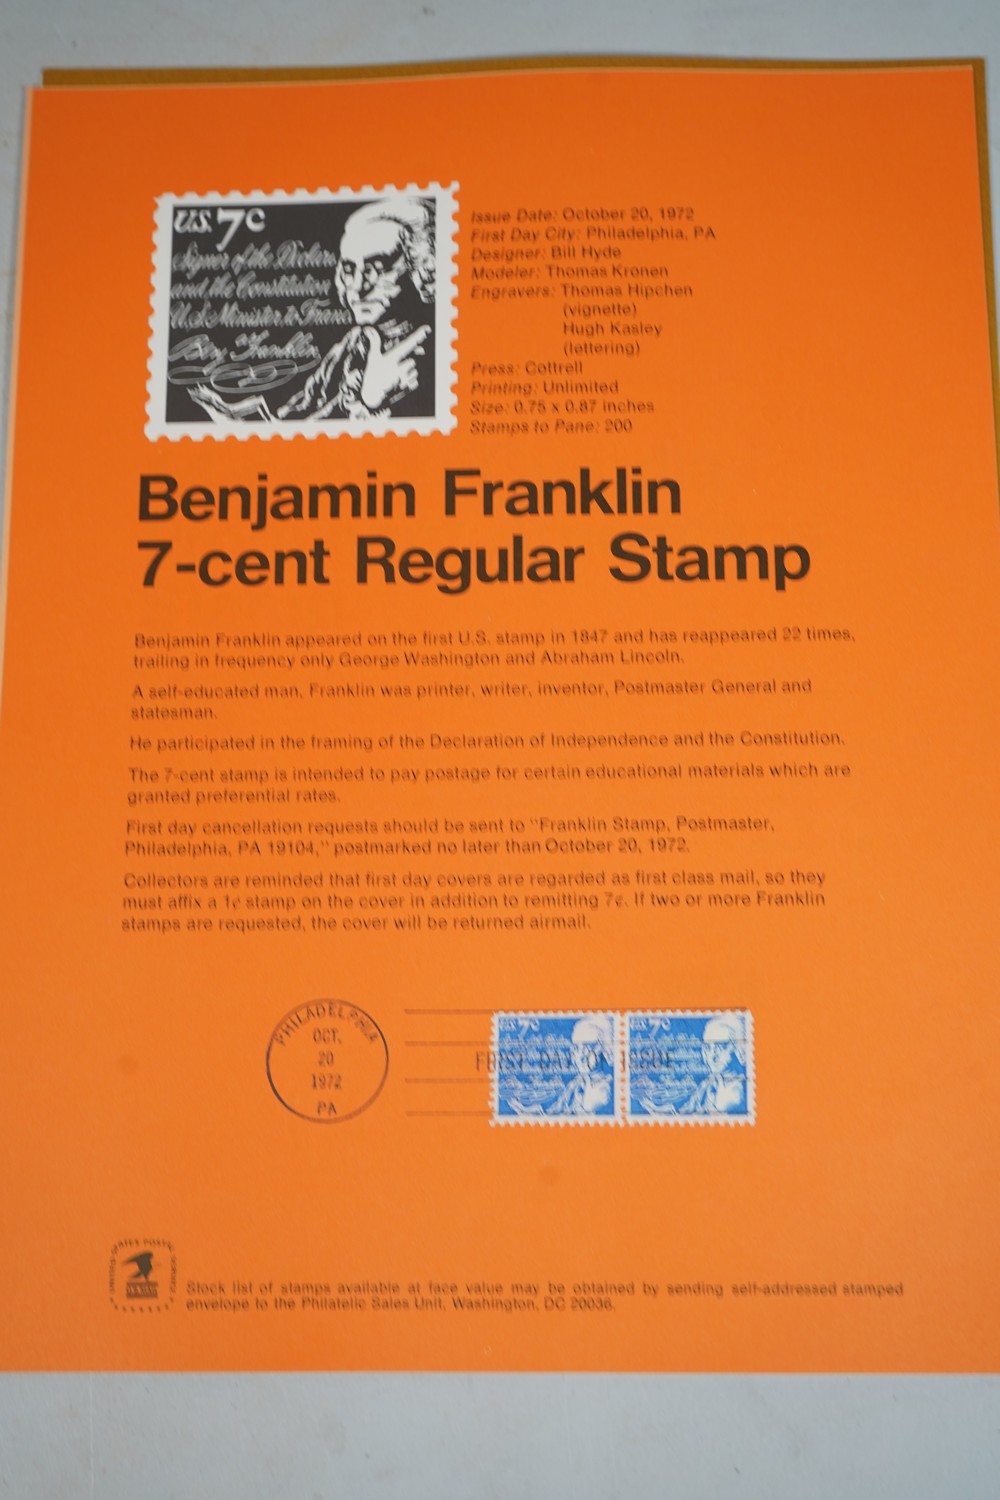 U.S. 7c
Signer of the Declara
and the Constitution
U.S. Minister to Franc
Benj Franklin
Issue Date: October 20, 1972
First Day City: Philadelphia, PA
Designer: Bill Hyde
Modeler: Thomas Kronen
Engravers: Thomas Hipchen
(vignette)
Hugh Kasley
(lettering)
Press: Cottrell
Printing: Unlimited
Size: 0.75 x 0.87 inches
Stamps to Pane: 200
Benjamin Franklin
7-cent Regular Stamp
Benjamin Franklin appeared on the first U.S. stamp in 1847 and has reappeared 22 times,
trailing in frequency only George Washington and Abraham Lincoln.
A self-educated man, Franklin was printer, writer, inventor, Postmaster General and
statesman.
He participated in the framing of the Declaration of Independence and the Constitution.
The 7-cent stamp is intended to pay postage for certain educational materials which are
granted preferential rates.
First day cancellation requests should be sent to "Franklin Stamp, Postmaster,
Philadelphia, PA 19104," postmarked no later than October 20, 1972.
Collectors are reminded that first day covers are regarded as first class mail, so they
must affix a 1¢ stamp on the cover in addition to remitting 7¢. If two or more Franklin
stamps are requested, the cover will be returned airmail.
PHILADELPHIA
OCT.
20
1972
PA
FIRST DAY OF ISSUE
U.S. 7c
U.S. 7c
UNITED STATES POSTAL SERVICE
Stock list of stamps available at face value may be obtained by sending self-addressed stamped
envelope to the Philatelic Sales Unit, Washington, DC 20036.